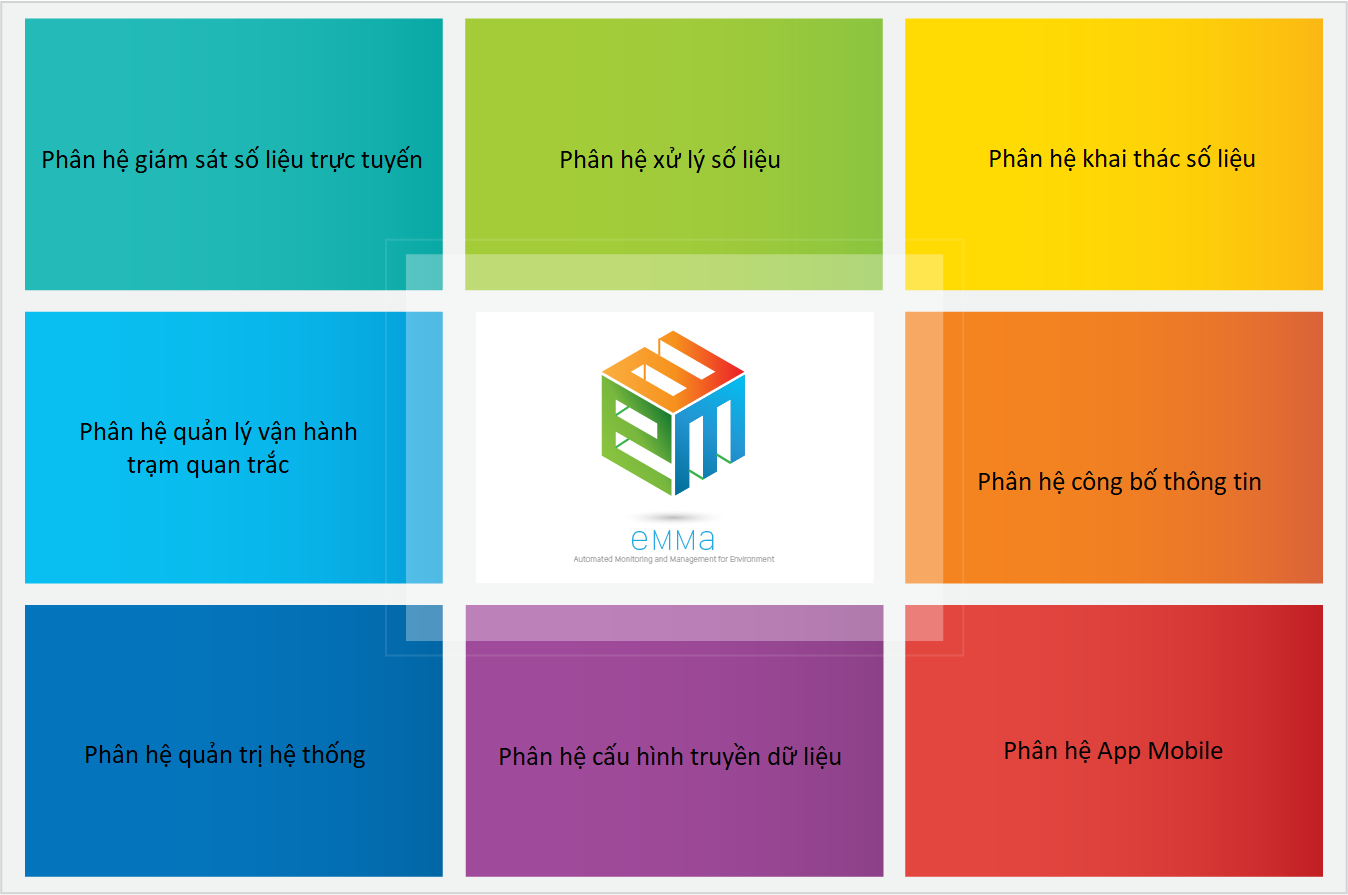 Phân hệ giám sát số liệu trực tuyến
Phân hệ xử lý số liệu
Phân hệ khai thác số liệu
Phân hệ quản lý vận hành
trạm quan trắc
eMMa
Automated Monitoring and Management for Environment
Phân hệ công bố thông tin
Phân hệ quản trị hệ thống
Phân hệ cấu hình truyền dữ liệu
Phân hệ App Mobile